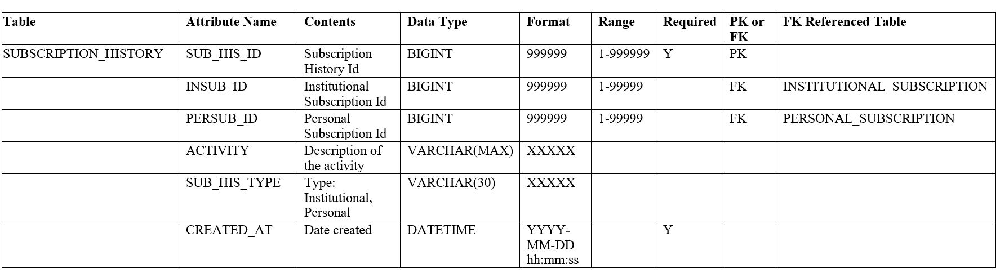 Table Attribute Name Contents Data Type Format Range Required PK or FK Referenced Table
FK
SUBSCRIPTION_HISTORY SUB_HIS_ID Subscription BIGINT 999999 1-999999 Y PK
History Id
INSUB_ID Institutional BIGINT 999999 1-99999 FK INSTITUTIONAL_SUBSCRIPTION
Subscription Id
PERSUB_ID Personal BIGINT 999999 1-99999 FK PERSONAL_SUBSCRIPTION
Subscription Id
ACTIVITY Description of VARCHAR(MAX) XXXXX
the activity
SUB_HIS_TYPE Type: VARCHAR(30) XXXXX
Institutional,
Personal
CREATED_AT Date created DATETIME YYYY- Y
MM-DD
hh:mm:ss